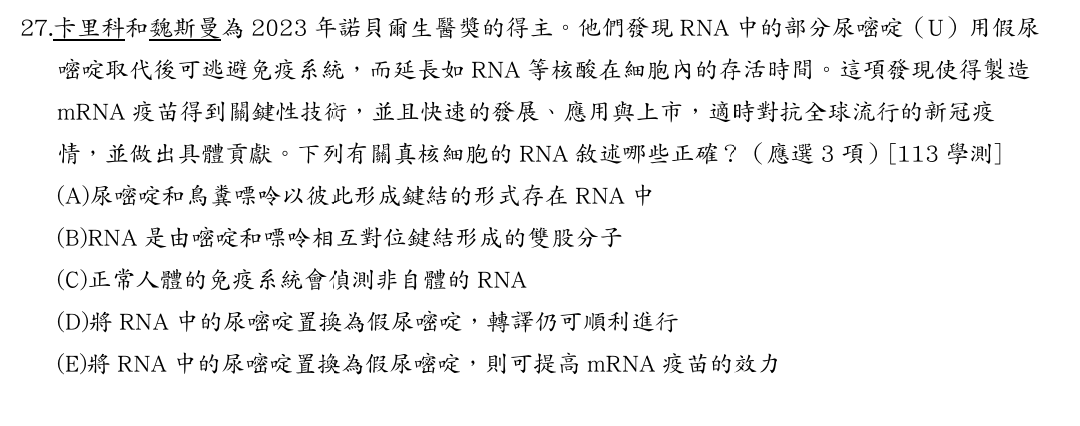 27.卡里科和魏斯曼為 2023 年諾貝爾生醫獎的得主。他們發現 RNA 中的部分尿嘧啶（U）用假尿
嘧啶取代後可逃避免疫系統，而延長如 RNA 等核酸在細胞內的存活時間。這項發現使得製造
mRNA 疫苗得到關鍵性技術，並且快速的發展、應用與上市，適時對抗全球流行的新冠疫
情，並做出具體貢獻。下列有關真核細胞的 RNA 敘述哪些正確？（應選 3 項）[113 學測]
(A)尿嘧啶和鳥糞嘌呤以彼此形成鍵結的形式存在 RNA 中
(B)RNA 是由嘧啶和嘌呤相互對位鍵結形成的雙股分子
(C)正常人體的免疫系統會偵測非自體的 RNA
(D)將 RNA 中的尿嘧啶置換為假尿嘧啶，轉譯仍可順利進行
(E)將 RNA 中的尿嘧啶置換為假尿嘧啶，則可提高 mRNA 疫苗的效力